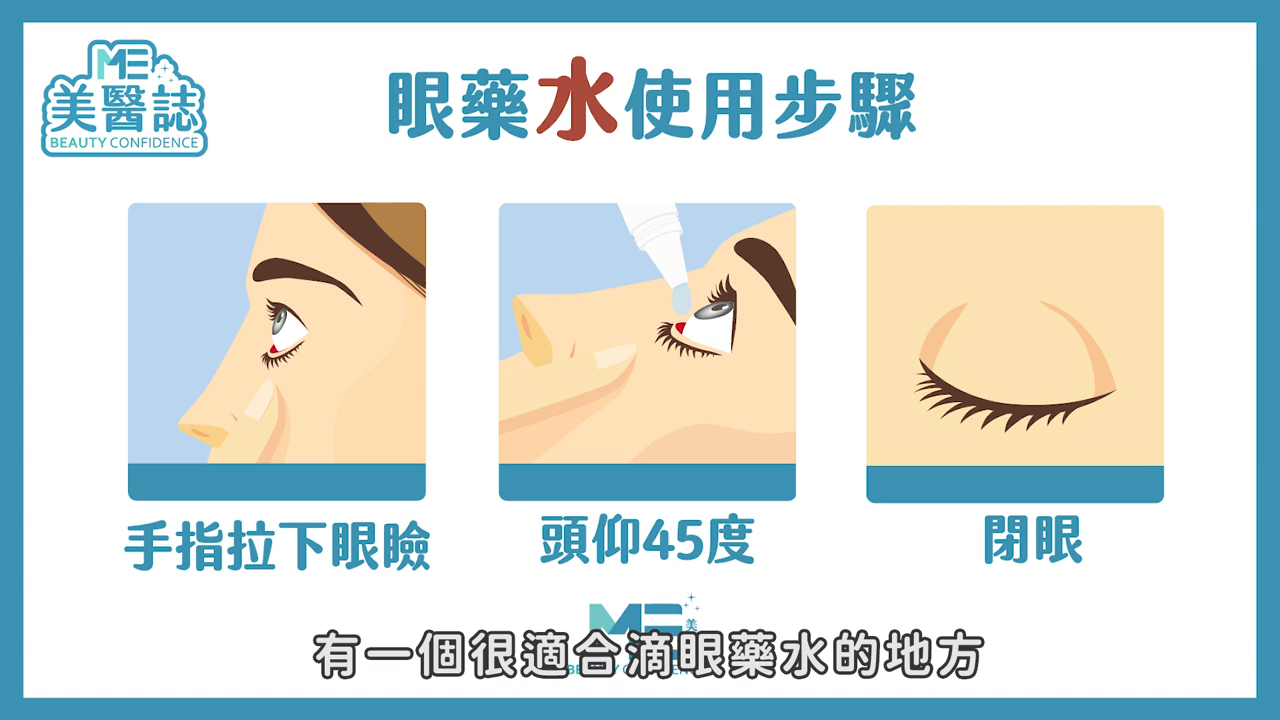 ME
美醫誌
BEAUTY CONFIDENCE
眼藥水使用步驟
手指拉下眼瞼
頭仰45度
閉眼
ME
美
有一個很適合滴眼藥水的地方